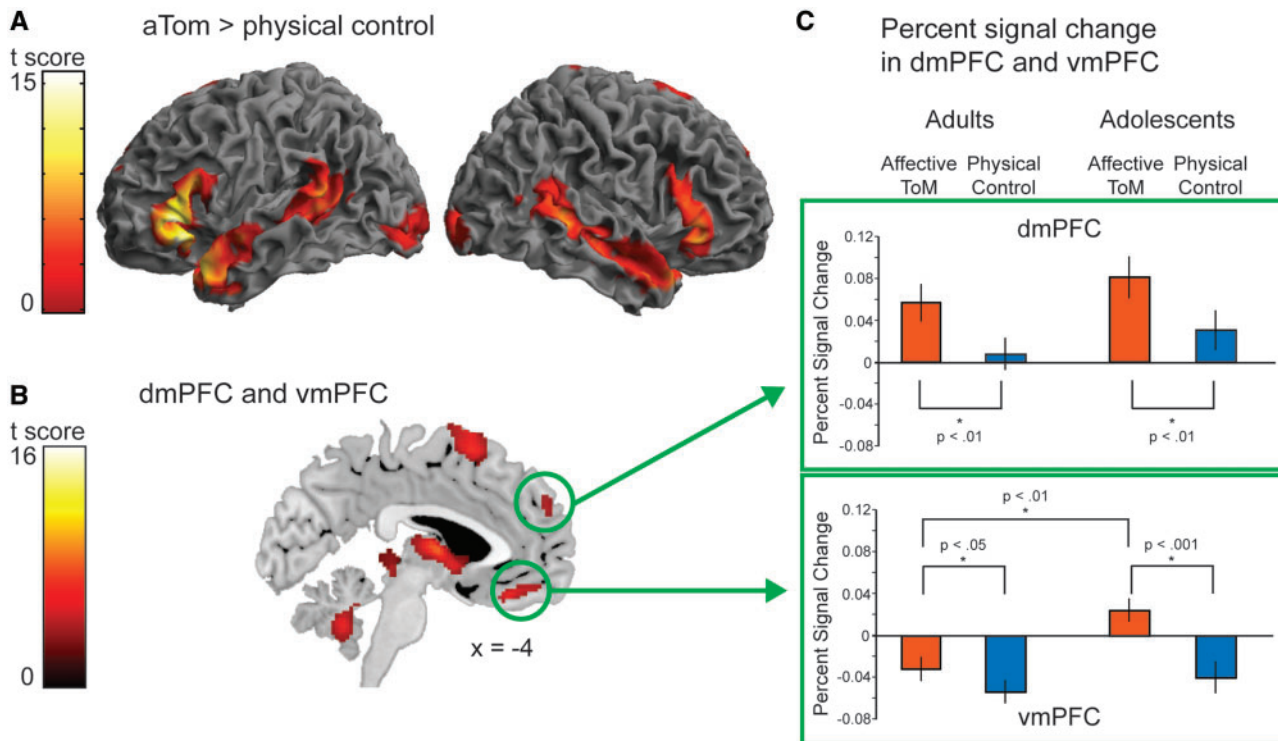 A
aTom > physical control
t score
15
0
B
dmPFC and vmPFC
t score
16
0
x = -4
C
Percent signal change
in dmPFC and vmPFC
Adults
Adolescents
Affective
ToM
Physical
Control
Affective
ToM
Physical
Control
dmPFC
Percent Signal Change
0.12
0.08
0.04
0
-0.04
-0.08
*
p < .01
*
p < .01
Percent Signal Change
0.12
0.08
0.04
0
-0.04
-0.08
p < .01
*
p < .05
*
p < .001
*
vmPFC